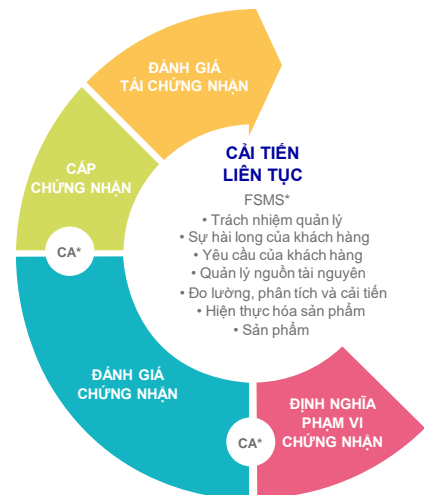 ĐÁNH GIÁ
TÁI CHỨNG NHẬN
CẤP
CHỨNG NHẬN
CẢI TIẾN
LIÊN TỤC
FSMS*
• Trách nhiệm quản lý
• Sự hài long của khách hàng
• Yêu cầu của khách hàng
• Quản lý nguồn tài nguyên
• Đo lường, phân tích và cải tiến
• Hiện thực hóa sản phẩm
• Sản phẩm
CA*
ĐÁNH GIÁ
CHỨNG NHẬN
CA*
ĐỊNH NGHĨA
PHẠM VI
CHỨNG NHẬN